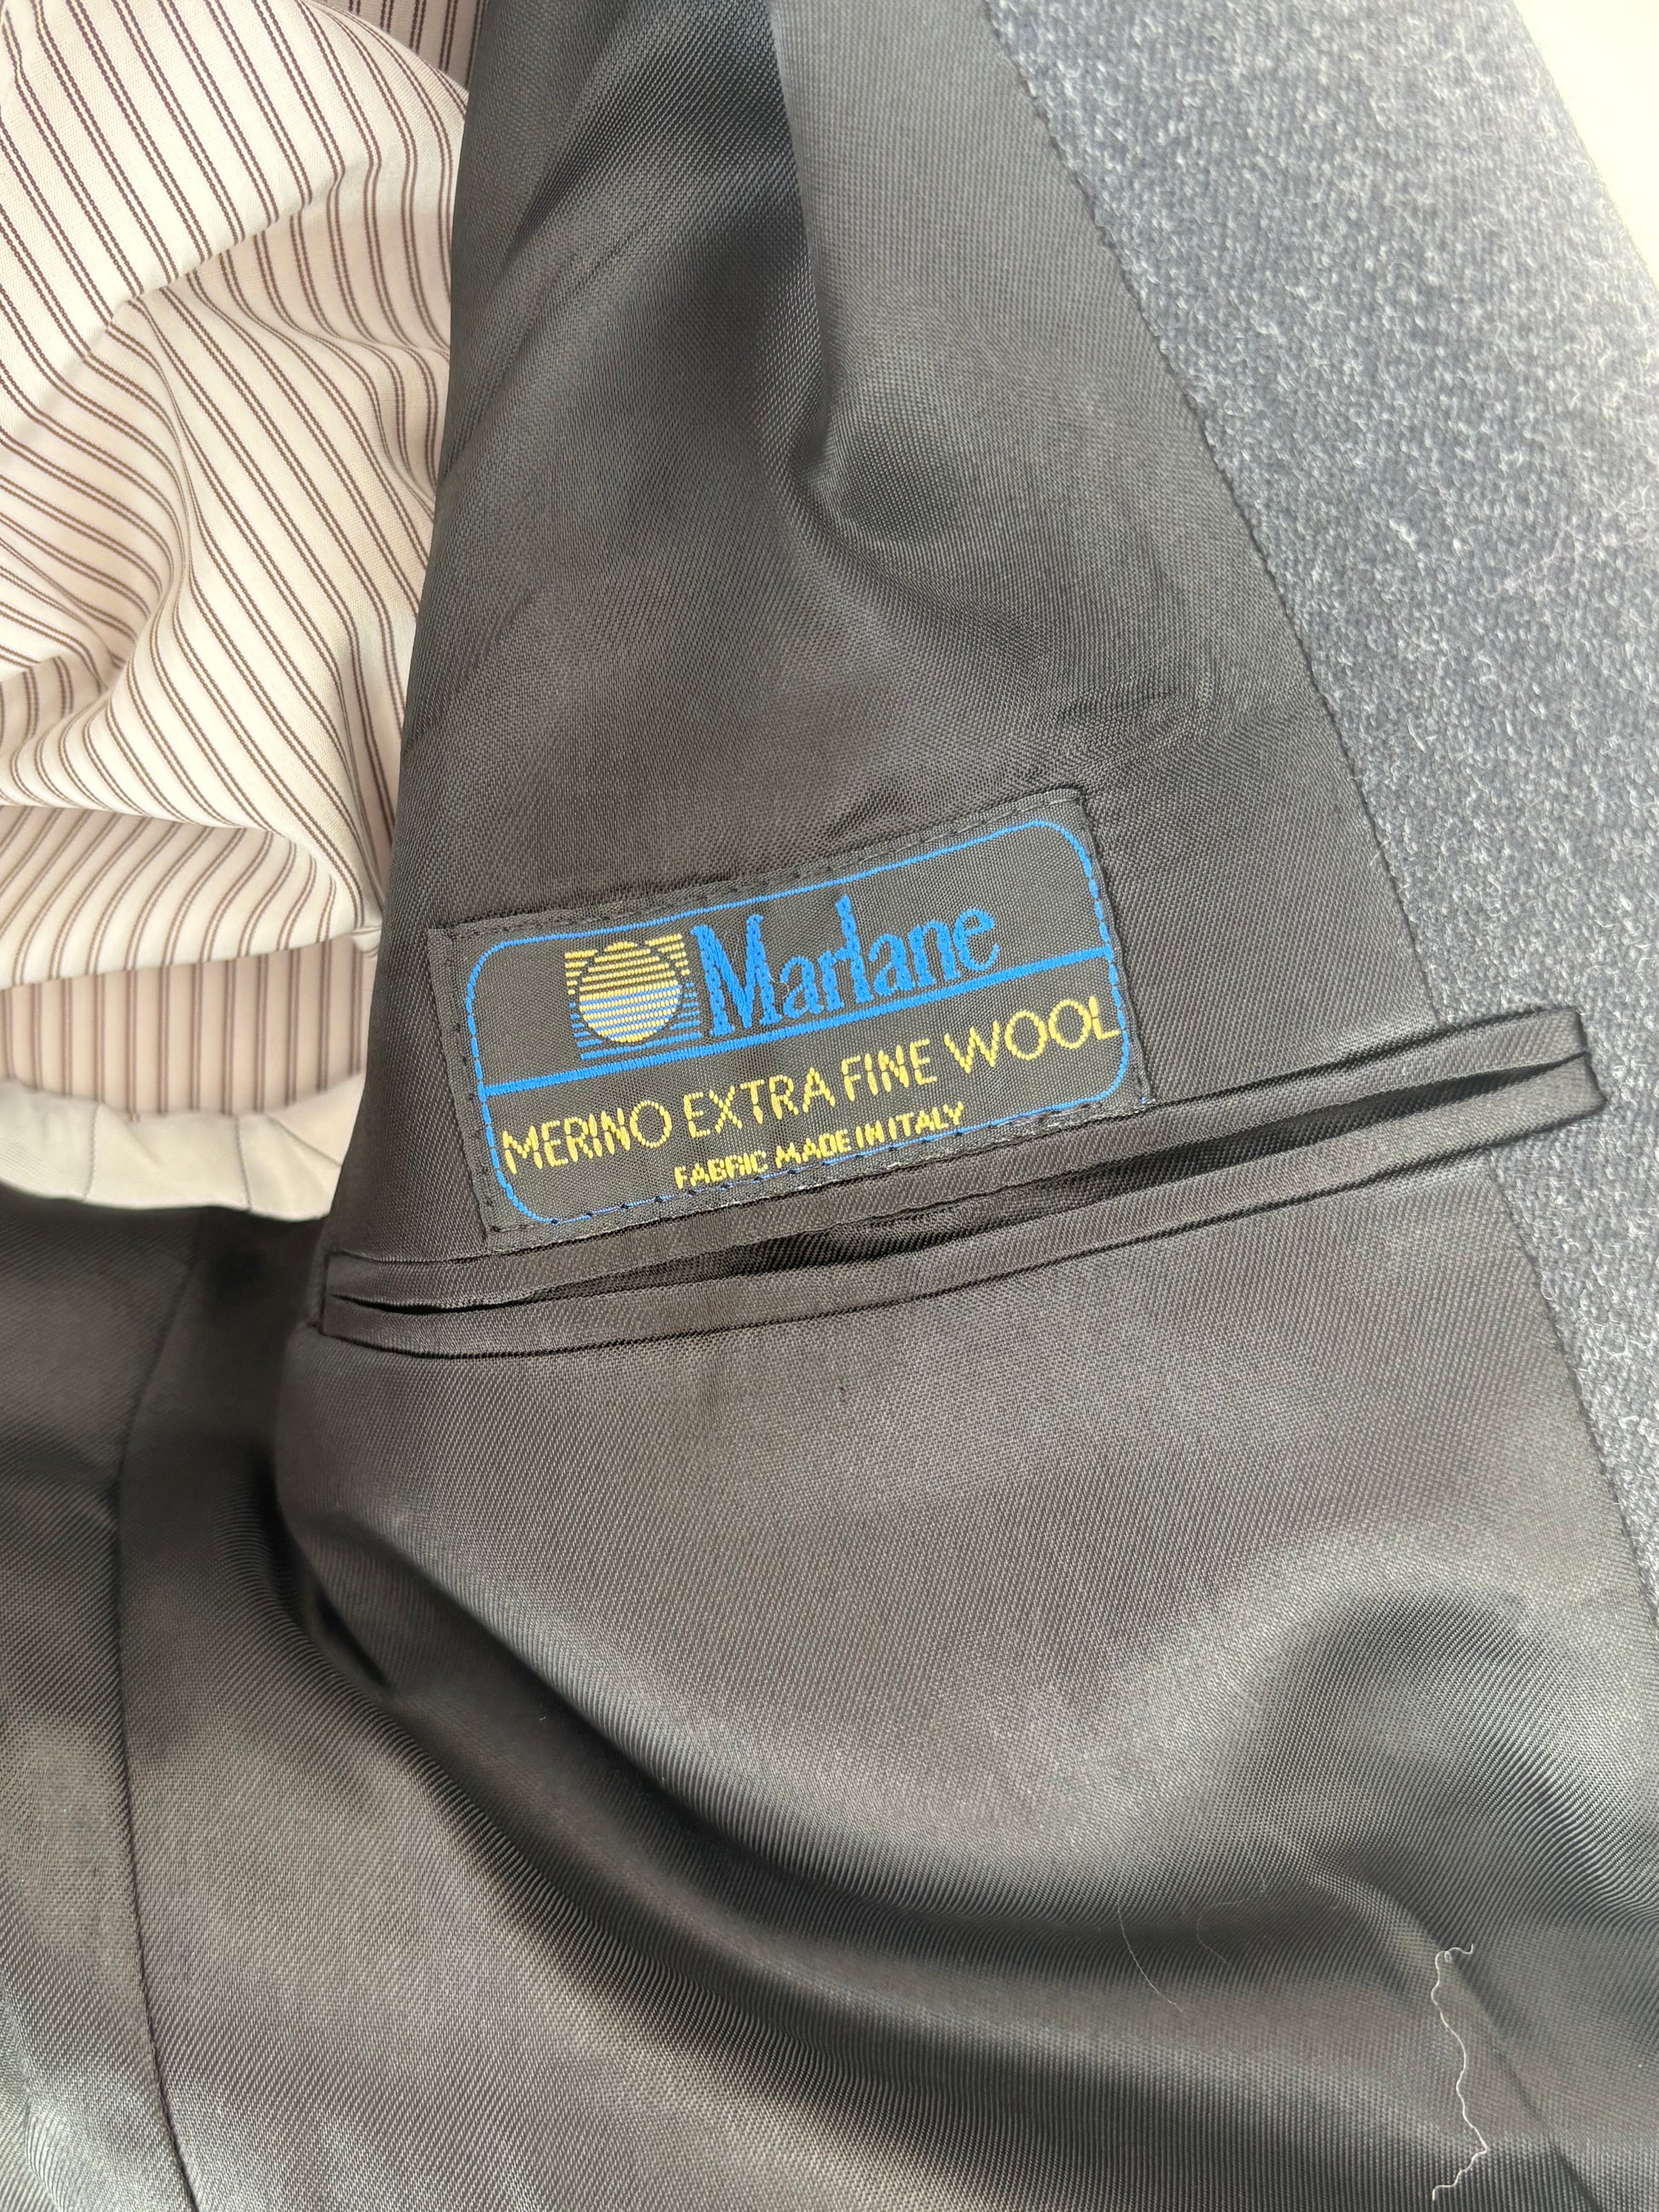 Marlane
MERINO EXTRA FINE WOOL
FABRIC MADE IN ITALY